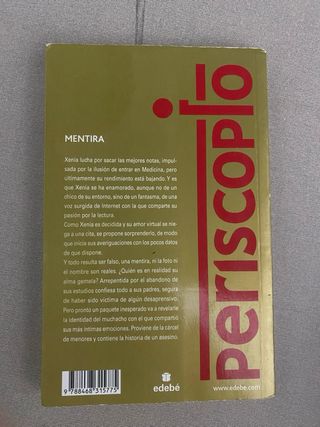 periscopio
MENTIRA
Xenia lucha por sacar las mejores notas, impul-
sada por la ilusión de entrar en Medicina, pero
últimamente su rendimiento está bajando. Y es
que Xenia se ha enamorado, aunque no de un
chico de su entorno, sino de un fantasma, de una
voz surgida de Internet con la que comparte su
pasión por la lectura.
Como Xenia es decidida y su amor virtual se nie-
ga a una cita, se propone sorprenderlo, de modo
que inicia sus averiguaciones con los pocos datos
de que dispone.
Y todo resulta ser falso, una mentira, ni la foto ni
el nombre son reales. ¿Quién es en realidad su
alma gemela? Arrepentida por el abandono de
sus estudios confiesa todo a sus padres, segura
de haber sido víctima de algún desaprensivo.
Pero pronto un paquete inesperado va a revelarle
la identidad del muchacho con el que compartió
sus más íntimas emociones. Proviene de la cárcel
de menores y contiene la historia de un asesino.
9 788468 315775
edebé
www.edebe.com